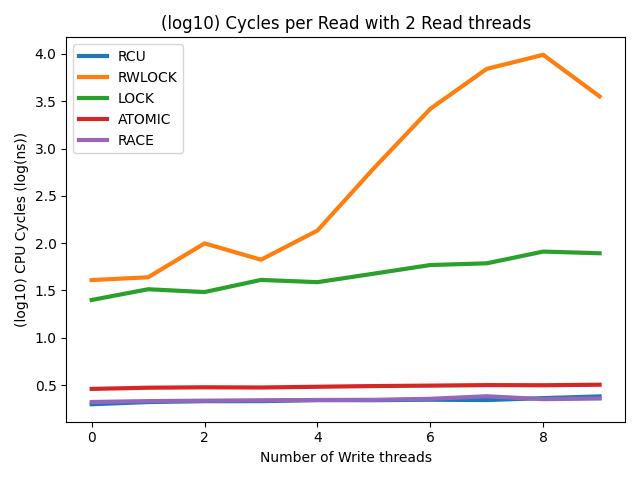 (log10) Cycles per Read with 2 Read threads
4.0
3.5
3.0
2.5
2.0
1.5
1.0
0.5
(log10) CPU Cycles (log(ns))
RCU
RWLOCK
LOCK
ATOMIC
RACE
0 2 4 6 8
Number of Write threads